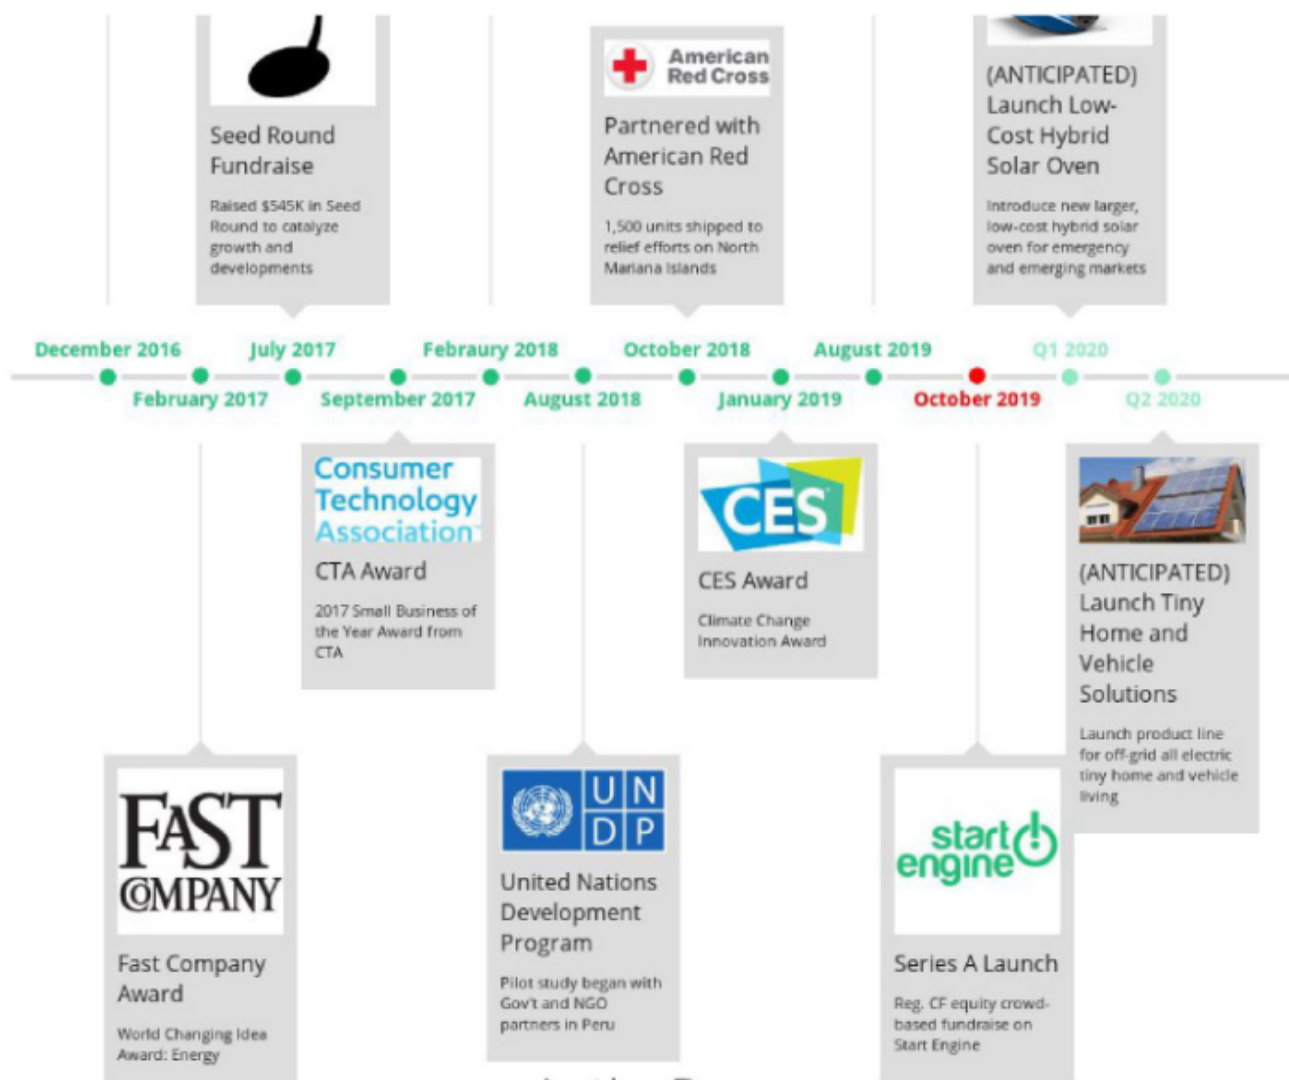 American
Red Cross
Seed Round
Fundraise
Raised $545K in Seed
Round to catalyze
growth and
developments
Partnered with
American Red
Cross
1,500 units shipped to
relief efforts on North
Mariana Islands
(ANTICIPATED)
Launch Low-
Cost Hybrid
Solar Oven
Introduce new larger,
low-cost hybrid solar
oven for emergency
and emerging markets
December 2016
July 2017
Febraury 2018
October 2018
August 2019
Q1 2020
February 2017
September 2017
August 2018
January 2019
October 2019
Q2 2020
Consumer
Technology
Association
CTA Award
2017 Small Business of
the Year Award from
CTA
CES
CES Award
Climate Change
Innovation Award
(ANTICIPATED)
Launch Tiny
Home and
Vehicle
Solutions
Launch product line
for off-grid all electric
tiny home and vehicle
living
FAST
COMPANY
Fast Company
Award
World Changing Idea
Award: Energy
UN
DP
United Nations
Development
Program
Pilot study began with
Gov't and NGO
partners in Peru
start
engine
Series A Launch
Reg. CF equity crowd-
based fundraise on
Start Engine